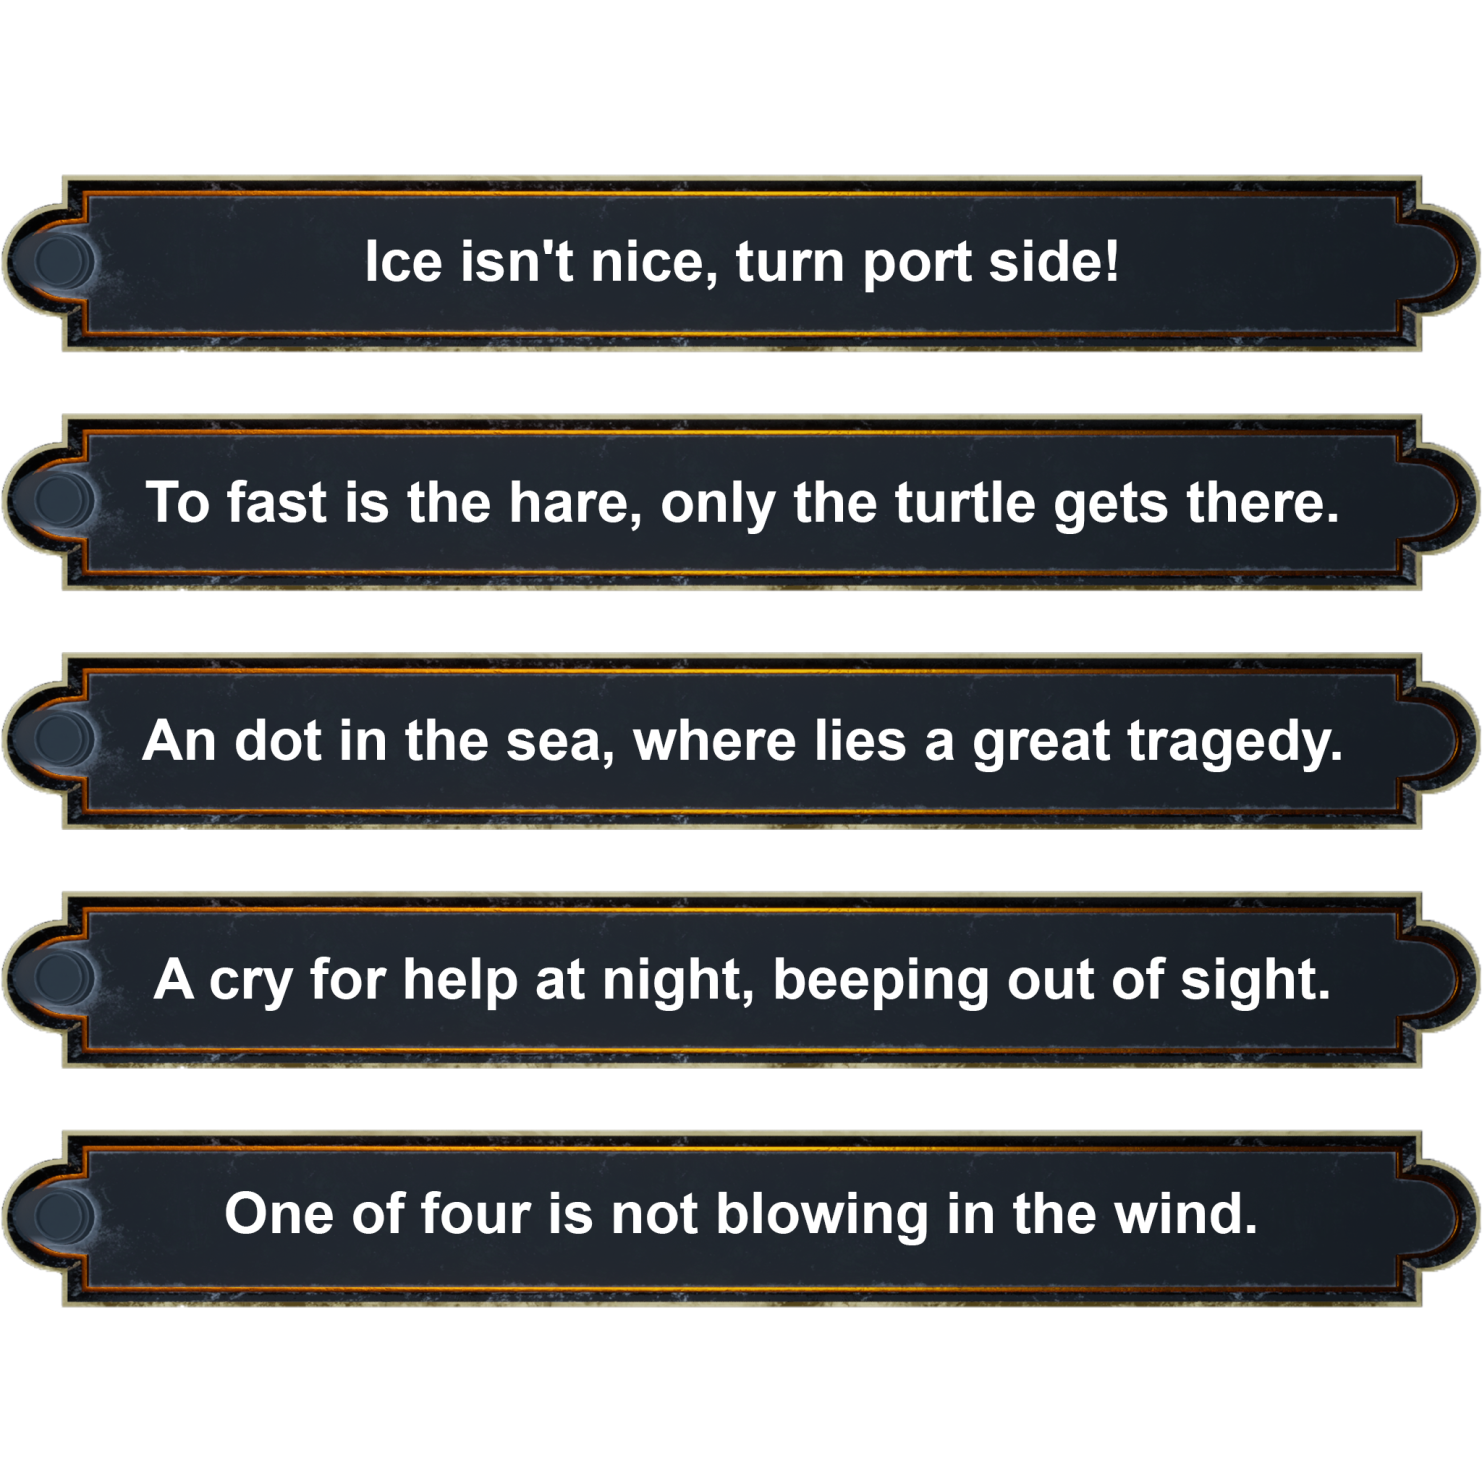 Ice isn't nice, turn port side!
To fast is the hare, only the turtle gets there.
An dot in the sea, where lies a great tragedy.
A cry for help at night, beeping out of sight.
One of four is not blowing in the wind.